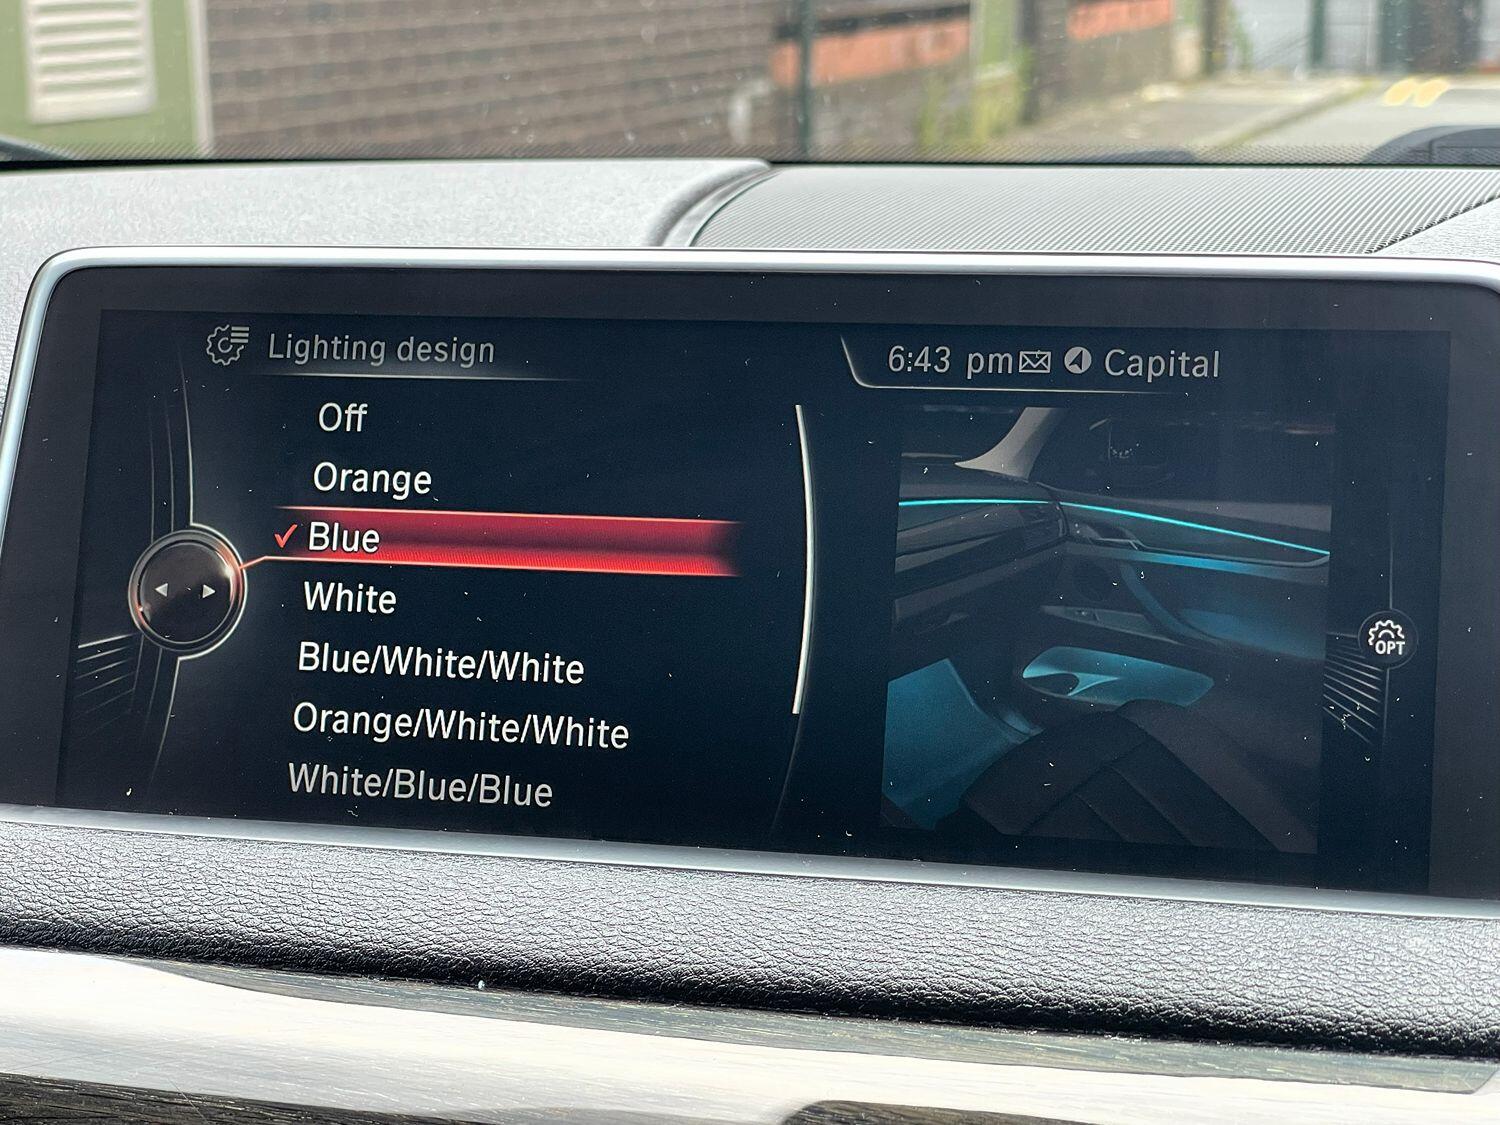 Lighting design
6:43 pm Capital
Off
Orange
Blue
White
Blue/White/White
Orange/White/White
White/Blue/Blue
OPT